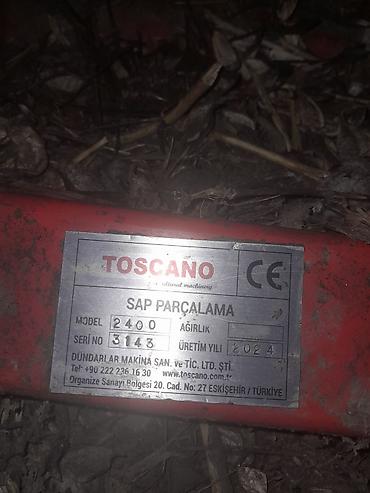 TOSCANO
agricultural machinery
CE
SAP PARÇALAMA
MODEL 2400 AĞIRLIK
SERİ NO 3143 ÜRETİM YILI 2024
DÜNDARLAR MAKİNA SAN. ve TİC. LTD. ŞTİ.
Tel: +90 222 236 16 30 www.toscano.com.tr
Organize Sanayi Bölgesi 20. Cad. No: 27 ESKİŞEHİR / TÜRKİYE